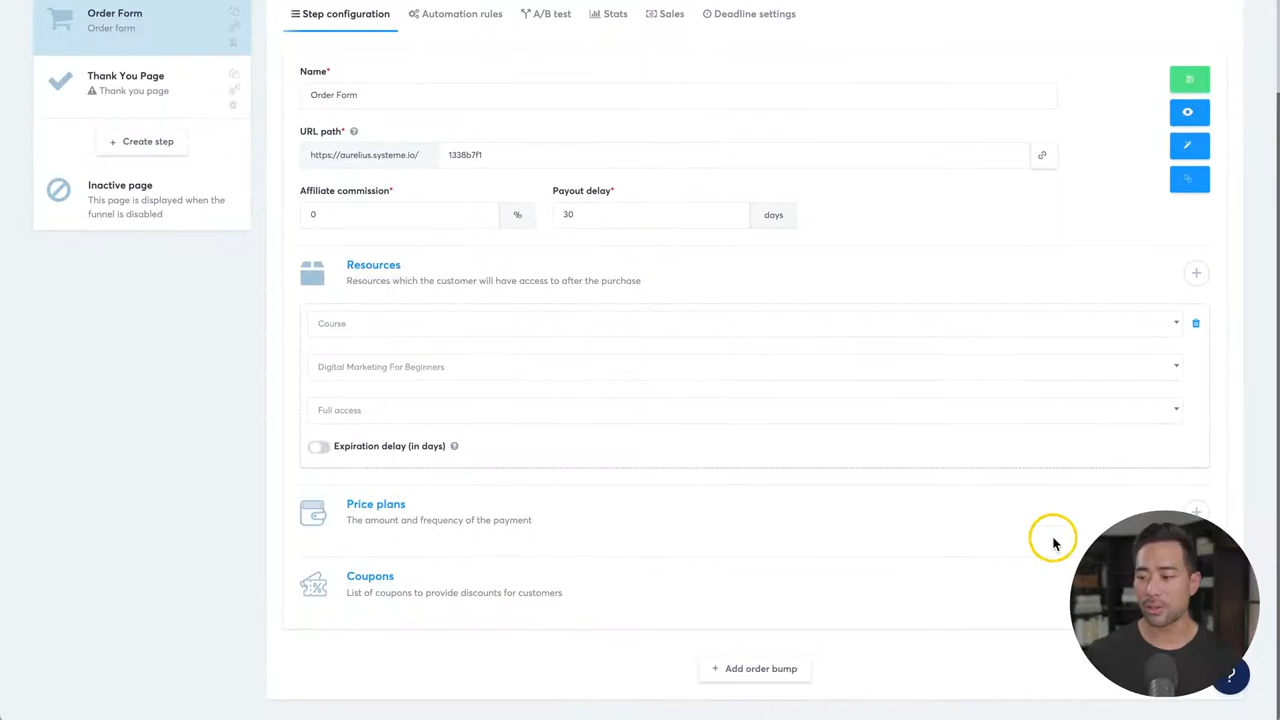 Order Form
Order form
Thank You Page
Thank you page
+ Create step
Inactive page
This page is displayed when the
funnel is disabled
Step configuration
Automation rules
A/B test
Stats
Sales
Deadline settings
Name*
Order Form
URL path* ?
https://aurelius.systeme.io/
1338b7f1
Affiliate commission*
Payout delay*
0
%
30
days
Resources
Resources which the customer will have access to after the purchase
Course
Digital Marketing For Beginners
Full access
Expiration delay (in days) ?
Price plans
The amount and frequency of the payment
Coupons
List of coupons to provide discounts for customers
+ Add order bump
?